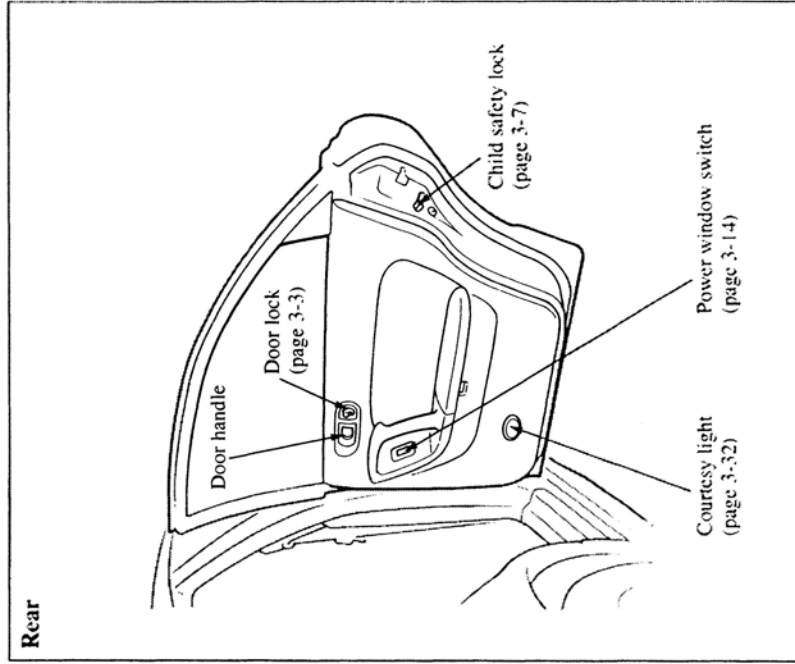 Rear
Door handle
Door lock
(page 3-3)
Child safety lock
(page 3-7)
Power window switch
(page 3-14)
Courtesy light
(page 3-32)